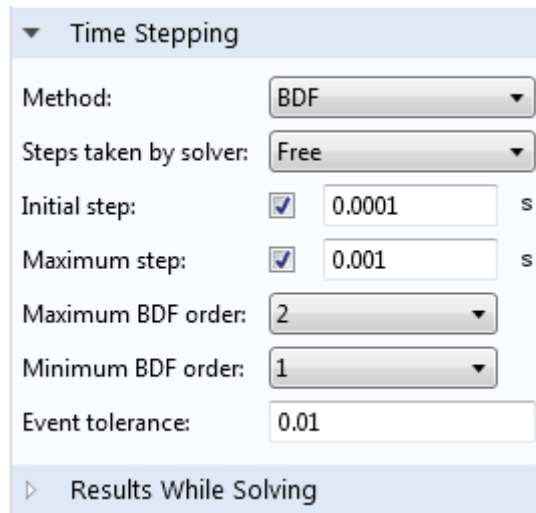 Time Stepping
Method: BDF
Steps taken by solver: Free
Initial step: 0.0001 s
Maximum step: 0.001 s
Maximum BDF order: 2
Minimum BDF order: 1
Event tolerance: 0.01
Results While Solving